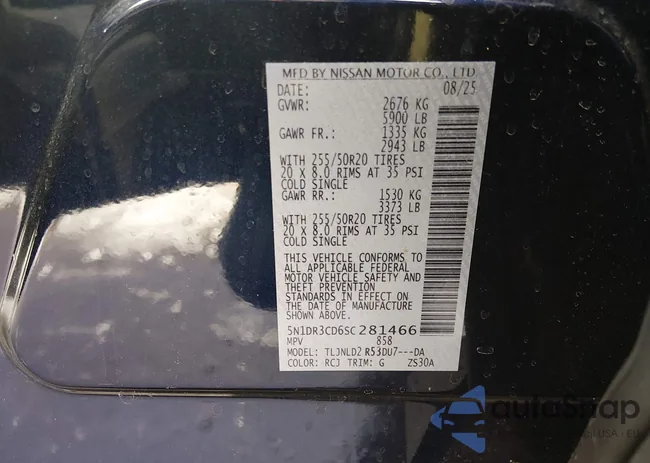 MFD BY NISSAN MOTOR CO., LTD
DATE: 08/25
GVWR: 2676 KG
5900 LB
GAWR FR.: 1335 KG
2943 LB
WITH 255/50R20 TIRES
20 X 8.0 RIMS AT 35 PSI
COLD SINGLE
GAWR RR.: 1530 KG
3373 LB
WITH 255/50R20 TIRES
20 X 8.0 RIMS AT 35 PSI
COLD SINGLE
THIS VEHICLE CONFORMS TO
ALL APPLICABLE FEDERAL
MOTOR VEHICLE SAFETY AND
THEFT PREVENTION
STANDARDS IN EFFECT ON
THE DATE OF MANUFACTURE
SHOWN ABOVE
5N1DR3CD6SC281466
MPV 858
MODEL: TLJNLD2 R53DU7---DA
COLOR: RCJ TRIM: G ZS30A
autoSnap
USA - EU